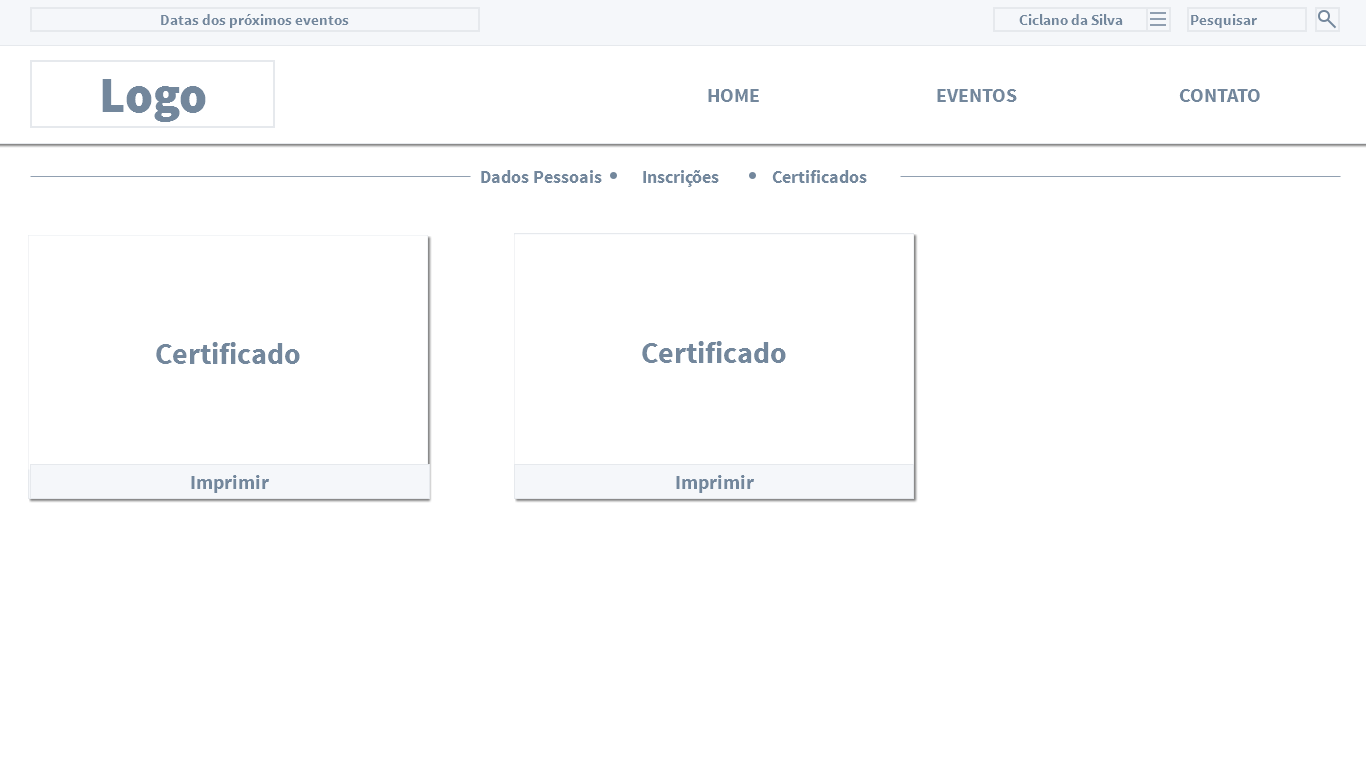 Datas dos próximos eventos
Ciclano da Silva
Pesquisar
Logo
HOME
EVENTOS
CONTATO
Dados Pessoais • Inscrições • Certificados
Certificado
Certificado
Imprimir
Imprimir